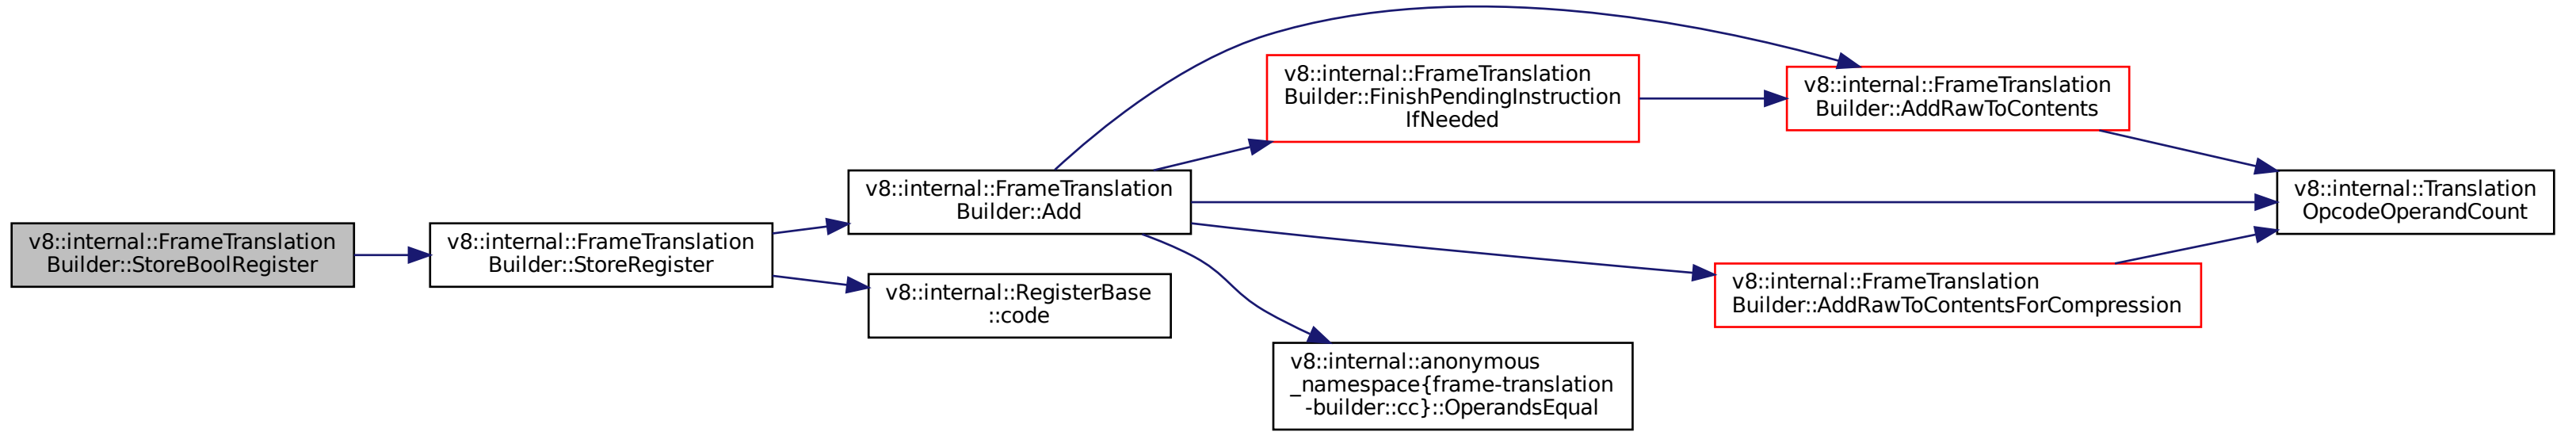 v8::internal::FrameTranslation
Builder::StoreBoolRegister
v8::internal::FrameTranslation
Builder::StoreRegister
v8::internal::FrameTranslation
Builder::Add
v8::internal::RegisterBase
::code
v8::internal::FrameTranslation
Builder::FinishPendingInstruction
IfNeeded
v8::internal::anonymous
_namespace{frame-translation
-builder::cc}::OperandsEqual
v8::internal::FrameTranslation
Builder::AddRawToContents
v8::internal::FrameTranslation
Builder::AddRawToContentsForCompression
v8::internal::Translation
OpcodeOperandCount